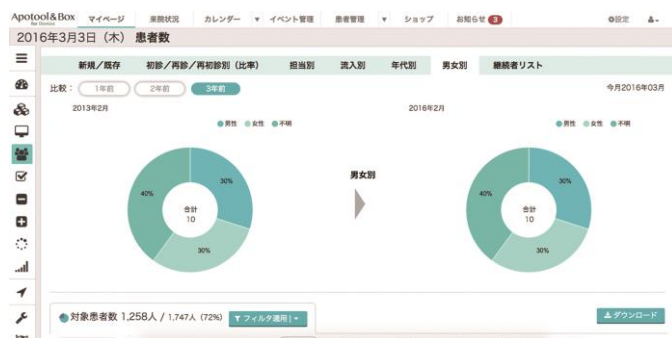 Apotool&Box マイページ 来院状況 カレンダー ▼ イベント管理 患者管理 ▼ ショップ お知らせ 3 設定
for Dentist
2016年3月3日（木） 患者数
新規／既存 初診／再診／再初診別（比率） 担当別 流入別 年代別 男女別 継続者リスト
比較： 1年前 2年前 3年前 今月2016年03月
2013年2月 2016年2月
男性 女性 不明 男性 女性 不明
40% 30% 男女別 40% 30%
合計 合計
10 10
30% 30%
対象患者数 1,258人 / 1,747人 (72%) フィルタ適用 | ダウンロード